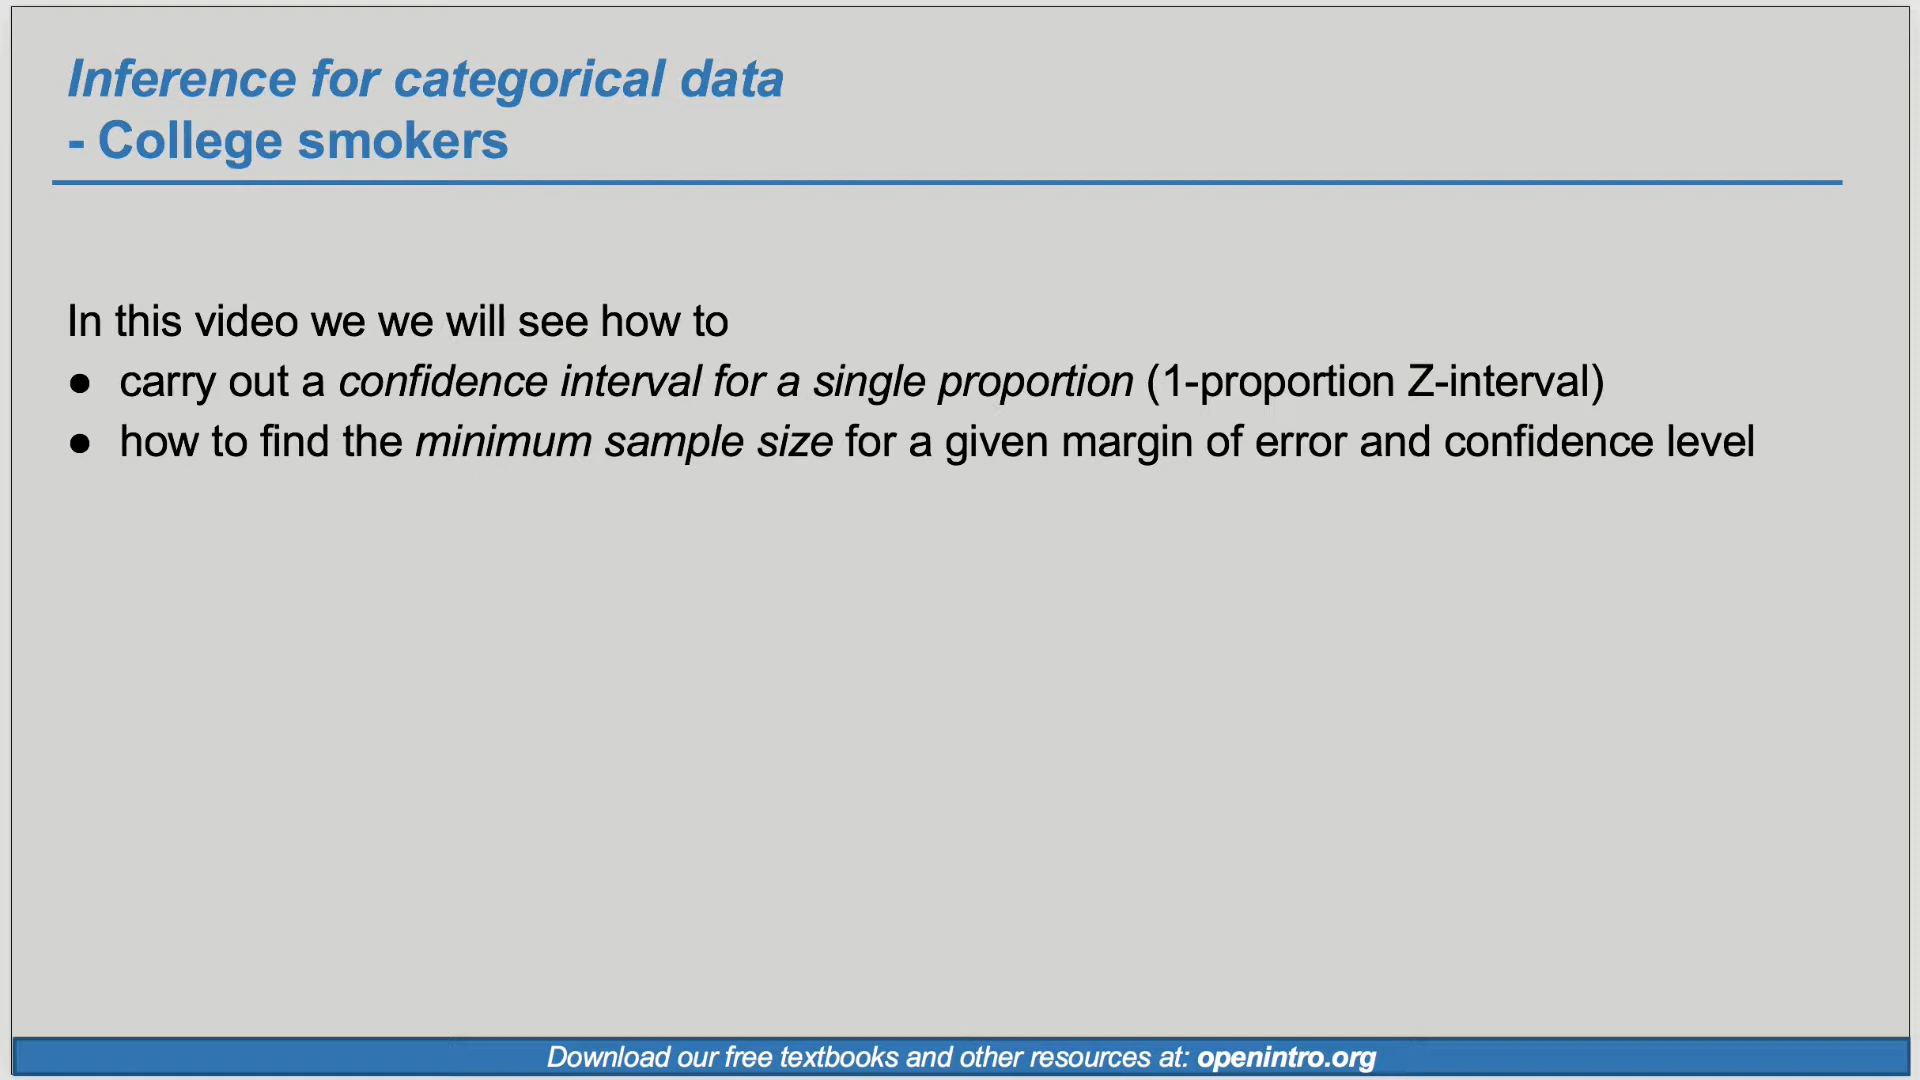 Inference for categorical data
- College smokers
In this video we we will see how to
● carry out a confidence interval for a single proportion (1-proportion Z-interval)
● how to find the minimum sample size for a given margin of error and confidence level
Download our free textbooks and other resources at: openintro.org